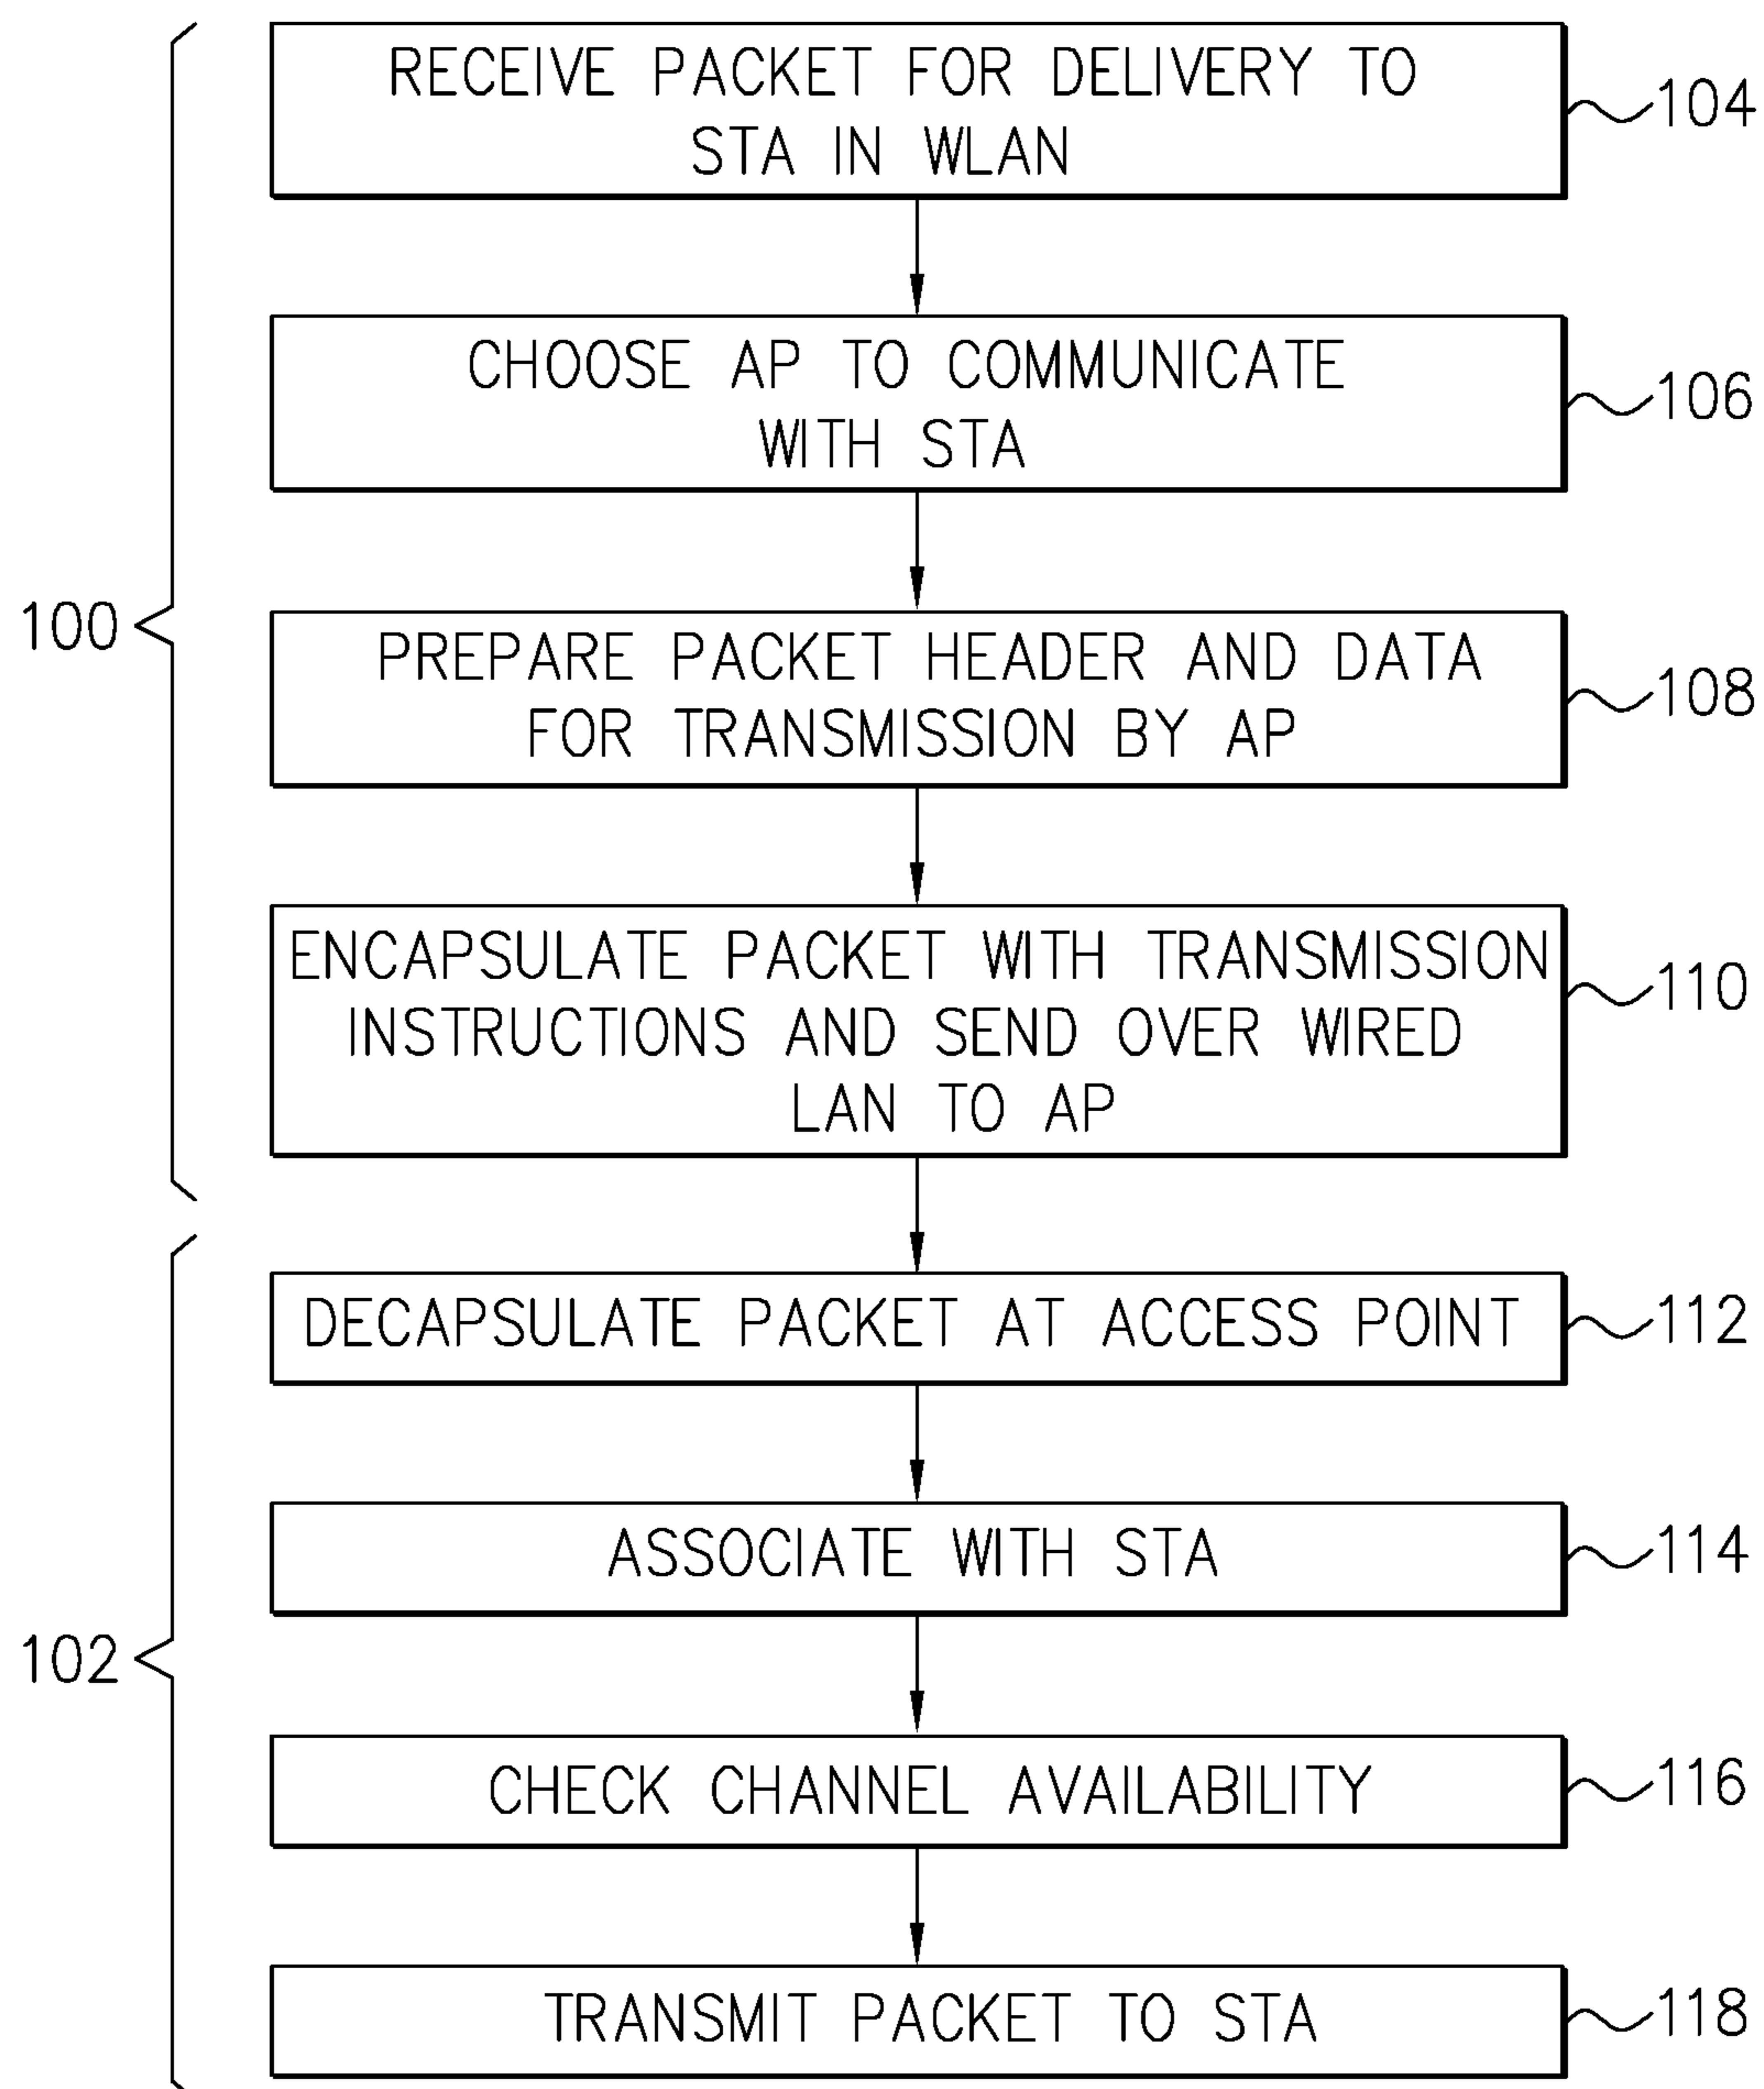 RECEIVE PACKET FOR DELIVERY TO
STA IN WLAN
104
CHOOSE AP TO COMMUNICATE
WITH STA
106
100
PREPARE PACKET HEADER AND DATA
FOR TRANSMISSION BY AP
108
ENCAPSULATE PACKET WITH TRANSMISSION
INSTRUCTIONS AND SEND OVER WIRED
LAN TO AP
110
DECAPSULATE PACKET AT ACCESS POINT
112
ASSOCIATE WITH STA
114
102
CHECK CHANNEL AVAILABILITY
116
TRANSMIT PACKET TO STA
118